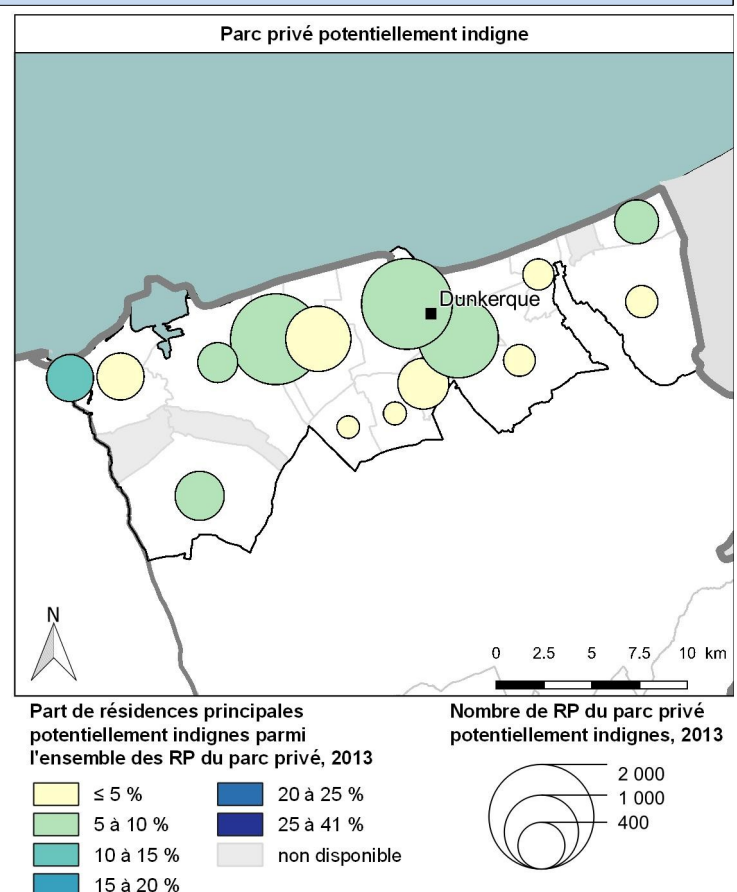 Parc privé potentiellement indigne
Dunkerque
N
0 2.5 5 7.5 10 km
Part de résidences principales
potentiellement indignes parmi
l'ensemble des RP du parc privé, 2013
≤ 5 %
5 à 10 %
10 à 15 %
15 à 20 %
20 à 25 %
25 à 41 %
non disponible
Nombre de RP du parc privé
potentiellement indignes, 2013
2 000
1 000
400